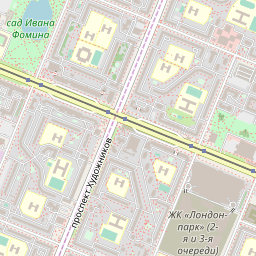 сад Ивана
Фомина
проспект Художников
ЖК «Лондон-
парк» (2-
я и 3-я
очереди)